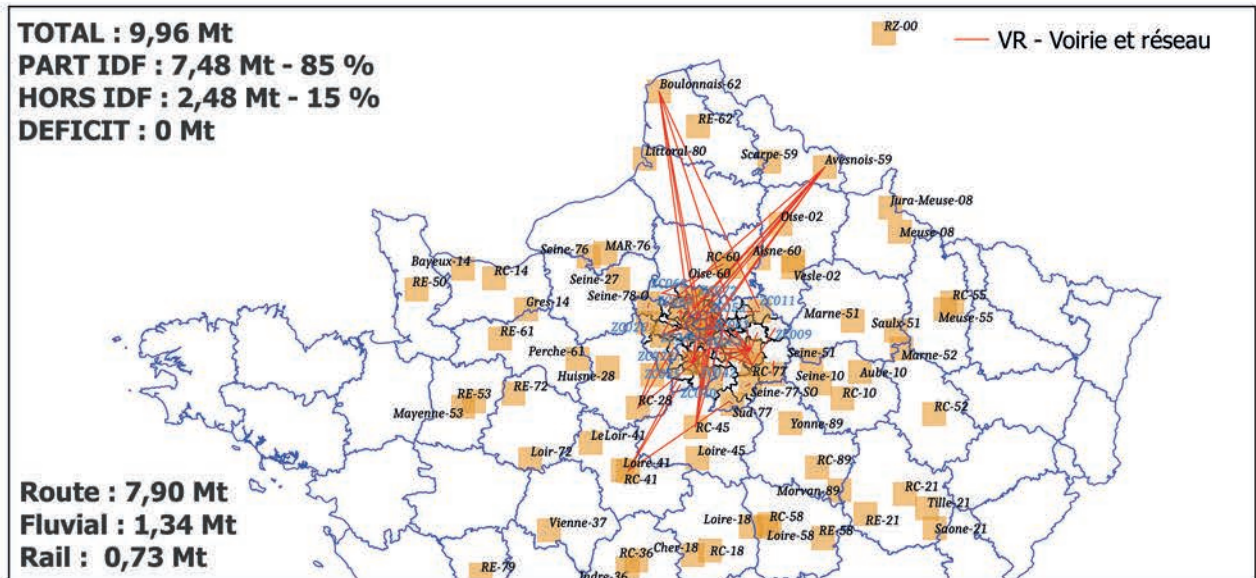 TOTAL : 9,96 Mt
PART IDF : 7,48 Mt - 85 %
HORS IDF : 2,48 Mt - 15 %
DEFICIT : 0 Mt
RZ-00
VR - Voirie et réseau
Boulonnais-62
RE-62
Littoral-80
Scarpe-59
Avesnois-59
Jura-Meuse-08
Oise-02
Meuse-08
Seine-76
MAR-76
RC-60
Aisne-60
Bayeux-14
RC-14
Seine-27
Oise-60
Vesle-02
RE-50
Seine-78-O
ZC011
RC-55
Gres-14
Marne-51
Meuse-55
Saulx-51
RE-61
ZC009
Perche-61
Seine-51
Marne-52
Huisne-28
RC-77
Seine-10
Aube-10
RE-53
RE-72
Seine-77-SO
RC-10
Mayenne-53
RC-28
Sud-77
RC-52
RC-45
Yonne-89
LeLoir-41
Loir-72
Loire-41
Loire-45
RC-89
RC-41
Morvan-89
RC-21
Tille-21
Route : 7,90 Mt
Fluvial : 1,34 Mt
Rail : 0,73 Mt
Vienne-37
Loire-18
RC-58
RE-21
Saone-21
Loire-58
RE-58
RC-36
Cher-18
RC-18
RE-79
Indre-36